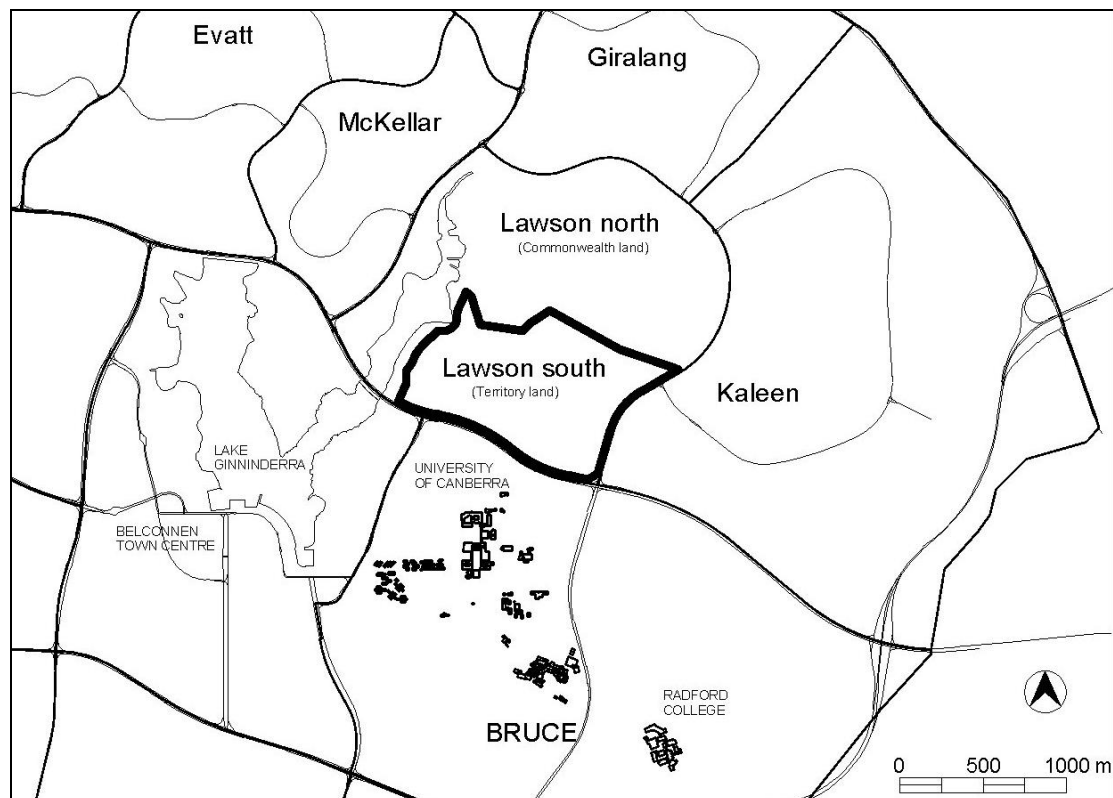 Evatt
Giralang
McKellar
Lawson north
(Commonwealth land)
Lawson south
(Territory land)
Kaleen
LAKE
GINNINDERRA
UNIVERSITY
OF CANBERRA
BELCONNEN
TOWN CENTRE
RADFORD
COLLEGE
BRUCE
0 500 1000 m